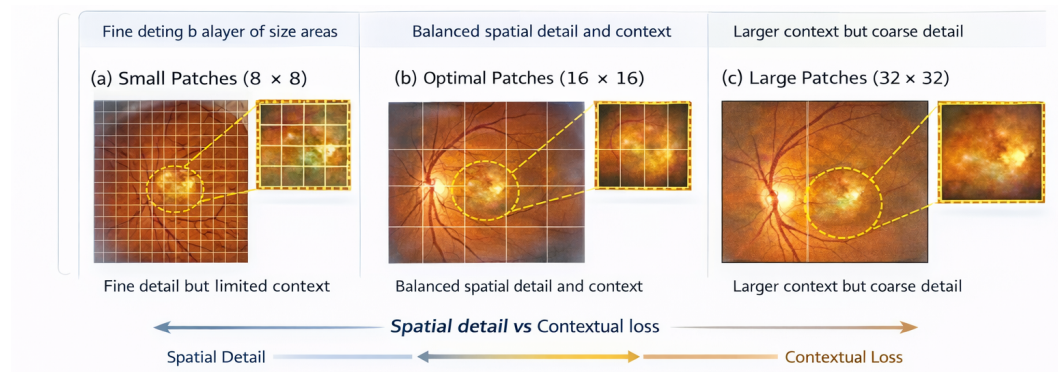 Fine deting b alayer of size areas
Balanced spatial detail and context
Larger context but coarse detail
(a) Small Patches (8 × 8)
(b) Optimal Patches (16 × 16)
(c) Large Patches (32 × 32)
Fine detail but limited context
Balanced spatial detail and context
Larger context but coarse detail
Spatial detail vs Contextual loss
Spatial Detail
Contextual Loss